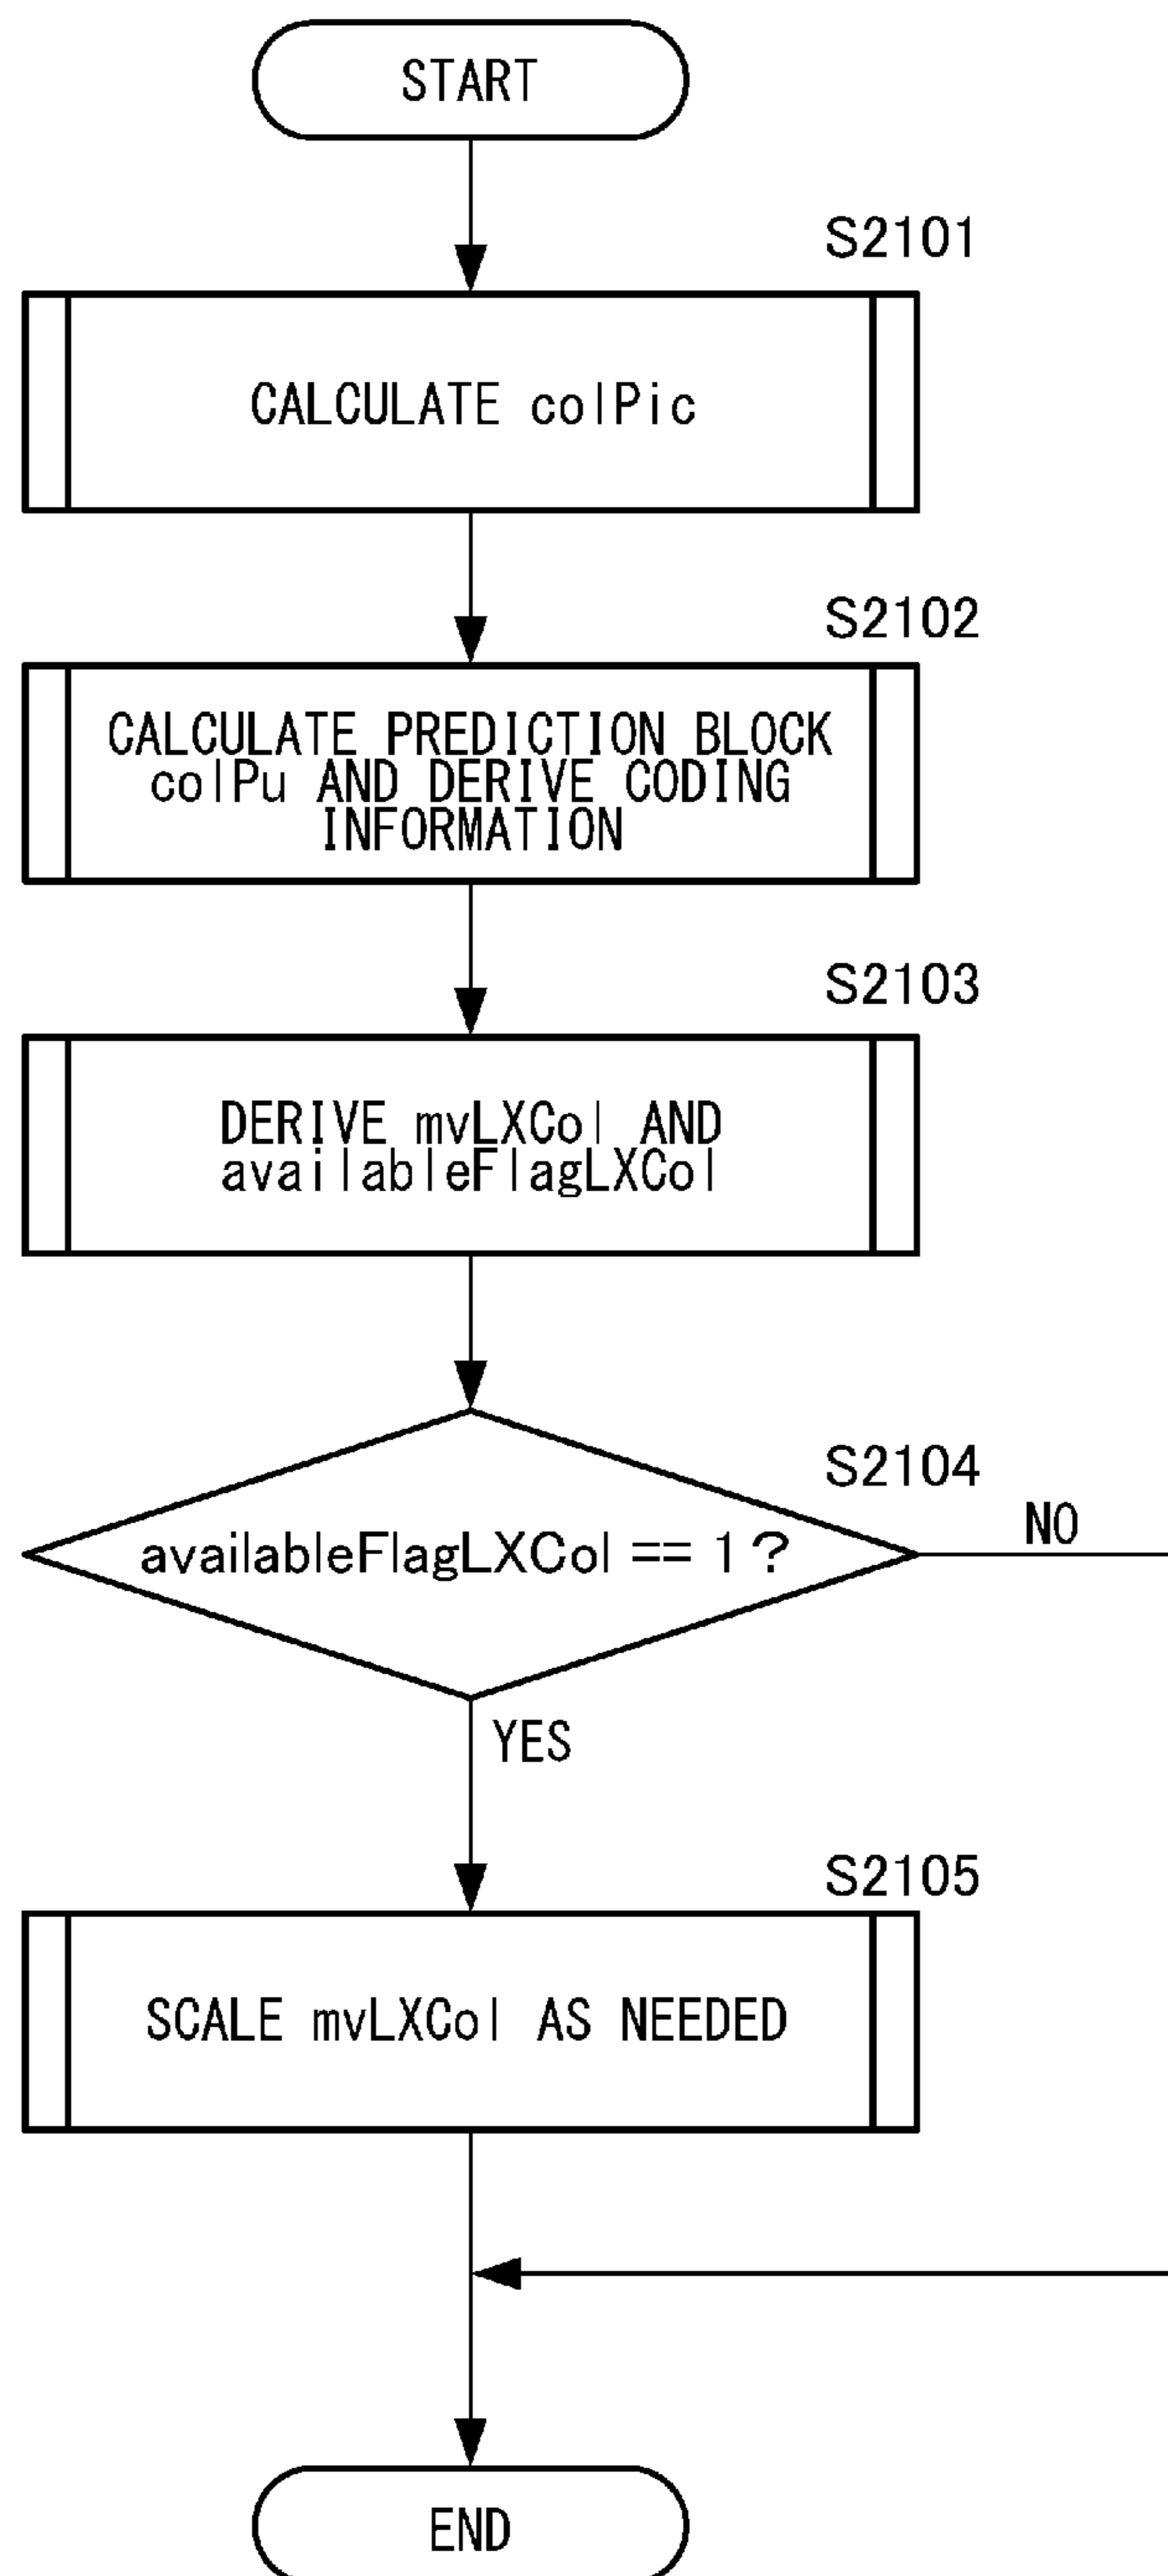 START
S2101
CALCULATE colPic
S2102
CALCULATE PREDICTION BLOCK
colPu AND DERIVE CODING
INFORMATION
S2103
DERIVE mvLXCol AND
availableFlagLXCol
S2104
availableFlagLXCol == 1 ?
NO
YES
S2105
SCALE mvLXCol AS NEEDED
END